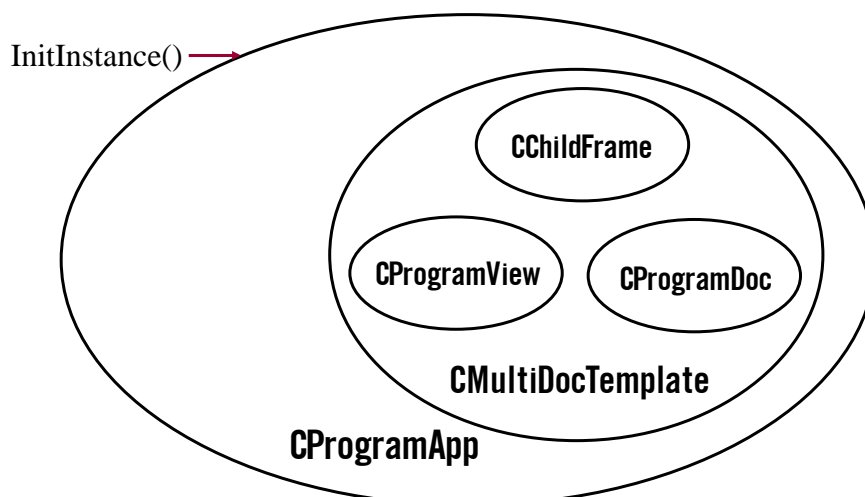 InitInstance()
CChildFrame
CProgramView
CProgramDoc
CMultiDocTemplate
CProgramApp